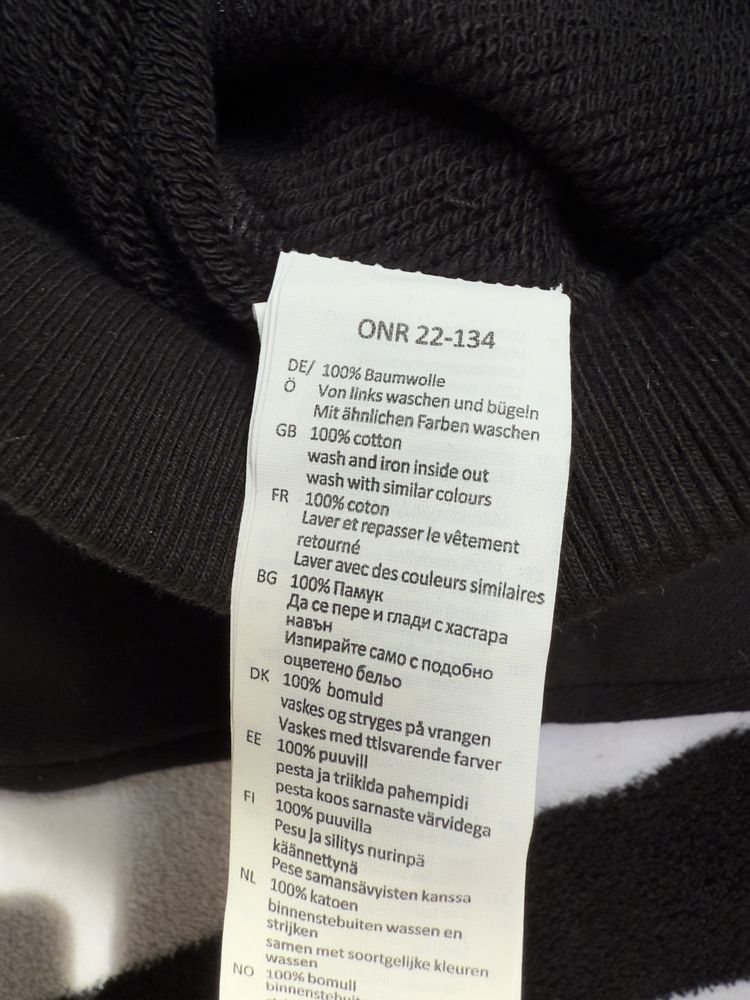 ONR 22-134
DE/ 100% Baumwolle
Ö Von links waschen und bügeln
Mit ähnlichen Farben waschen
GB 100% cotton
wash and iron inside out
wash with similar colours
FR 100% coton
Laver et repasser le vêtement
retourné
Laver avec des couleurs similaires
BG 100% Памук
Да се пере и глади с хастара
навън
Изпирайте само с подобно
оцветено бельо
DK 100% bomuld
vaskes og stryges på vrangen
Vaskes med ttlsvarende farver
EE 100% puuvill
pesta ja triikida pahempidi
pesta koos sarnaste värvidega
FI 100% puuvilla
Pesu ja silitys nurinpä
käännettynä
Pese samansävyisten kanssa
NL 100% katoen
binnenstebuiten wassen en
strijken
samen met soortgelijke kleuren
wassen
NO 100% bomull